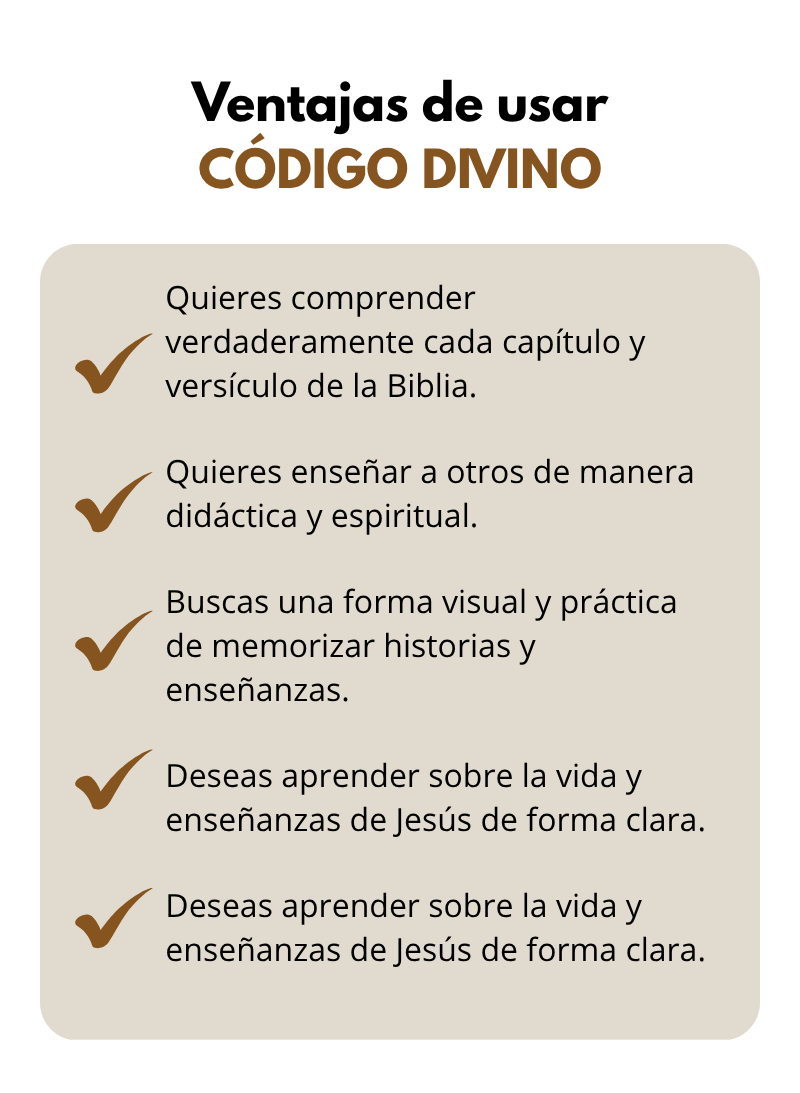 Ventajas de usar
CÓDIGO DIVINO
Quieres comprender
verdaderamente cada capítulo y
versículo de la Biblia.
Quieres enseñar a otros de manera
didáctica y espiritual.
Buscas una forma visual y práctica
de memorizar historias y
enseñanzas.
Deseas aprender sobre la vida y
enseñanzas de Jesús de forma clara.
Deseas aprender sobre la vida y
enseñanzas de Jesús de forma clara.